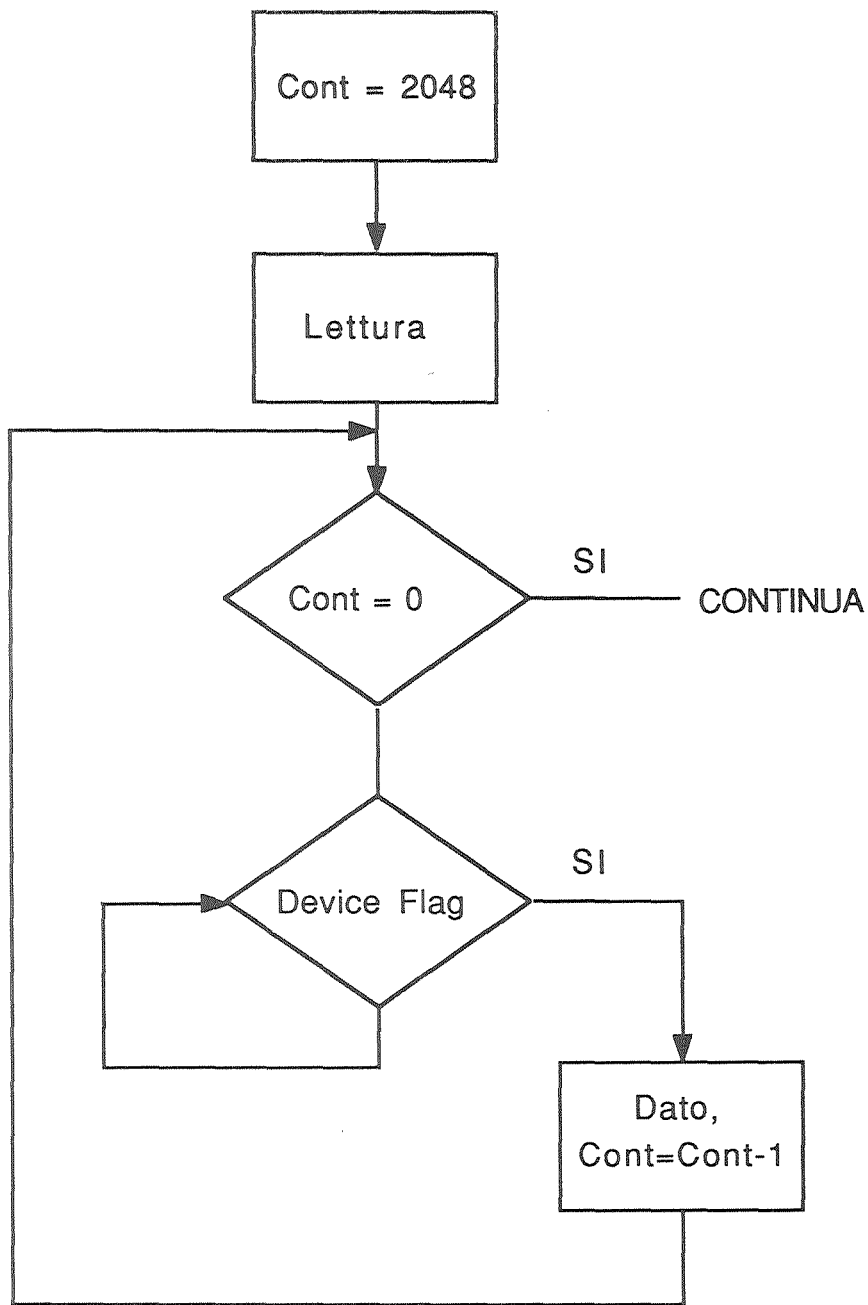 Cont = 2048
Lettura
Cont = 0
SI
CONTINUA
Device Flag
SI
Dato,
Cont=Cont-1